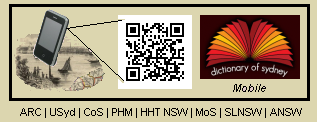 dictionary of sydney
Mobile
ARC | USyd | CoS | PHM | HHT NSW | MoS | SLNSW | ANSW